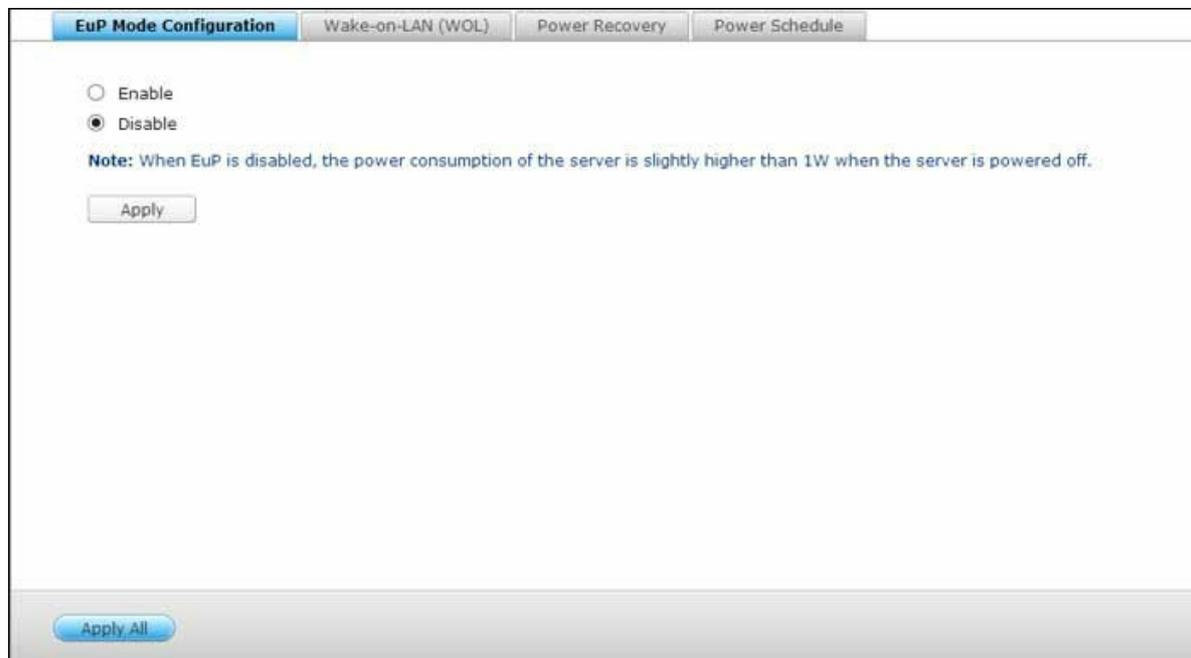 EuP Mode Configuration Wake-on-LAN (WOL) Power Recovery Power Schedule
Enable
Disable
Note: When EuP is disabled, the power consumption of the server is slightly higher than 1W when the server is powered off.
Apply
Apply All